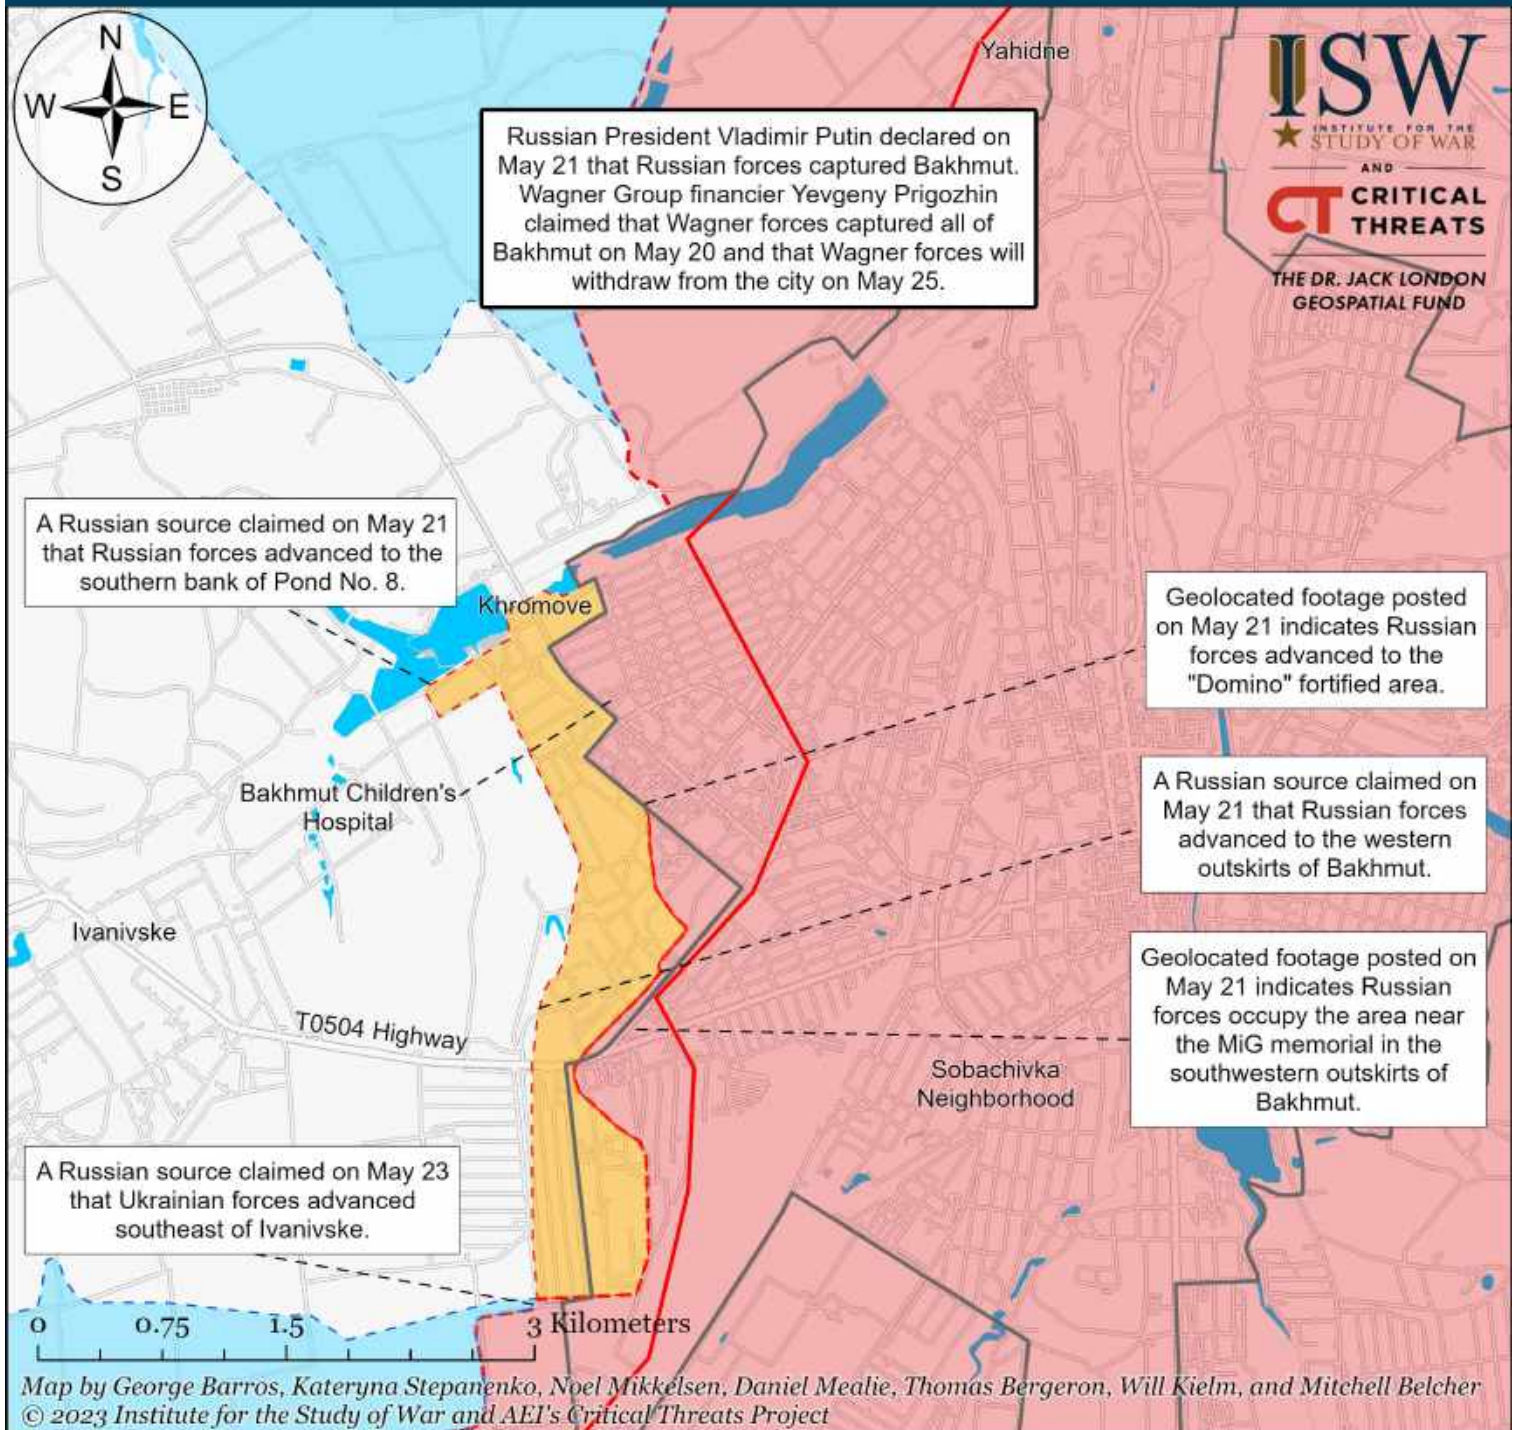 N
W
E
S
Yahidne
ISW
INSTITUTE FOR THE
STUDY OF WAR
AND
CT CRITICAL
THREATS
THE DR. JACK LONDON
GEOSPATIAL FUND
Russian President Vladimir Putin declared on
May 21 that Russian forces captured Bakhmut.
Wagner Group financier Yevgeny Prigozhin
claimed that Wagner forces captured all of
Bakhmut on May 20 and that Wagner forces will
withdraw from the city on May 25.
A Russian source claimed on May 21
that Russian forces advanced to the
southern bank of Pond No. 8.
Khromove
Geolocated footage posted
on May 21 indicates Russian
forces advanced to the
"Domino" fortified area.
Bakhmut Children's
Hospital
A Russian source claimed on
May 21 that Russian forces
advanced to the western
outskirts of Bakhmut.
Ivanivske
T0504 Highway
Geolocated footage posted on
May 21 indicates Russian
forces occupy the area near
the MiG memorial in the
southwestern outskirts of
Bakhmut.
Sobachivka
Neighborhood
A Russian source claimed on May 23
that Ukrainian forces advanced
southeast of Ivanivske.
0 0.75 1.5 3 Kilometers
Map by George Barros, Kateryna Stepanenko, Noel Mikkelsen, Daniel Mealie, Thomas Bergeron, Will Kielm, and Mitchell Belcher
© 2023 Institute for the Study of War and AEI's Critical Threats Project